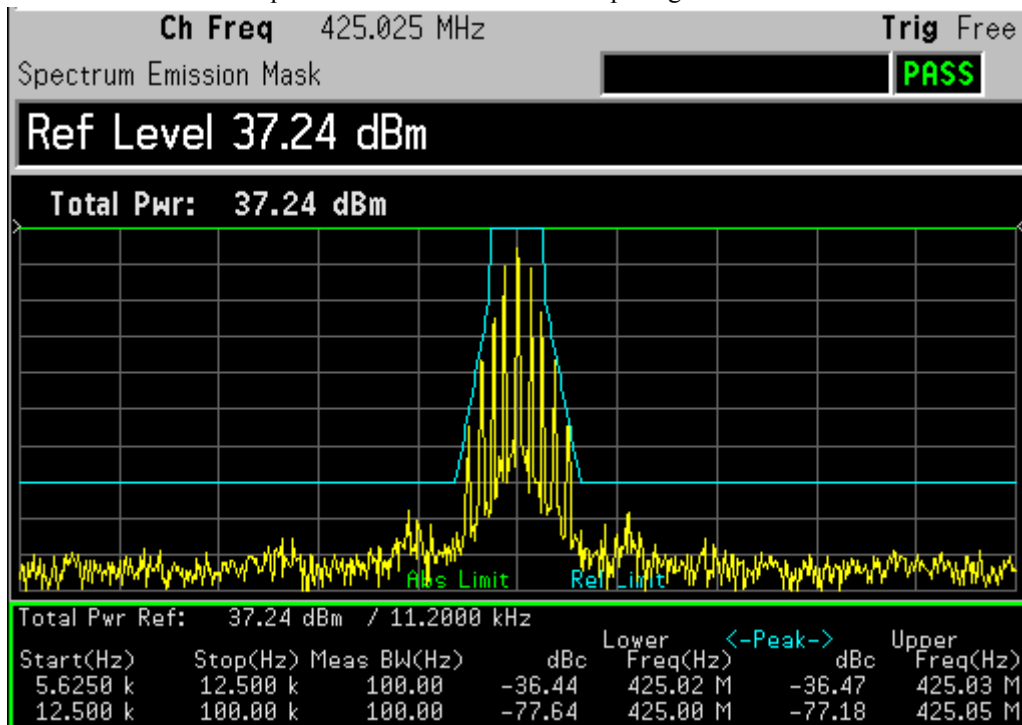 Ch Freq 425.025 MHz Trig Free
Spectrum Emission Mask PASS
Ref Level 37.24 dBm
Total Pwr: 37.24 dBm
Abs Limit Ref Limit
Total Pwr Ref: 37.24 dBm / 11.2000 kHz
Lower <-Peak-> Upper
Start(Hz) Stop(Hz) Meas BW(Hz) dBc Freq(Hz) dBc Freq(Hz)
5.6250 k 12.500 k 100.00 -36.44 425.02 M -36.47 425.03 M
12.500 k 100.00 k 100.00 -77.64 425.00 M -77.18 425.05 M